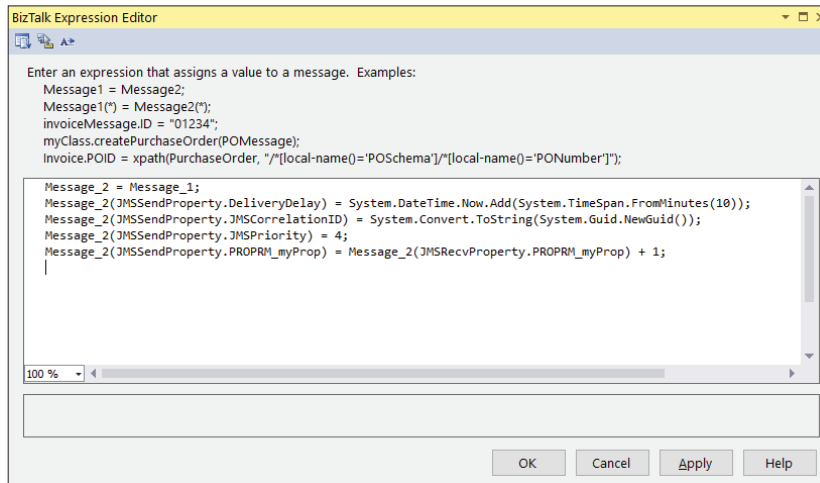 BizTalk Expression Editor
Enter an expression that assigns a value to a message.  Examples:
Message1 = Message2;
Message1(*) = Message2(*);
invoiceMessage.ID = "01234";
myClass.createPurchaseOrder(POMessage);
Invoice.POID = xpath(PurchaseOrder, "/*[local-name()='POSchema']/*[local-name()='PONumber']");
Message_2 = Message_1;
Message_2(JMSSendProperty.DeliveryDelay) = System.DateTime.Now.Add(System.TimeSpan.FromMinutes(10));
Message_2(JMSSendProperty.JMSCorrelationID) = System.Convert.ToString(System.Guid.NewGuid());
Message_2(JMSSendProperty.JMSPriority) = 4;
Message_2(JMSSendProperty.PROPRM_myProp) = Message_2(JMSRecvProperty.PROPRM_myProp) + 1;
100 %
OK Cancel Apply Help